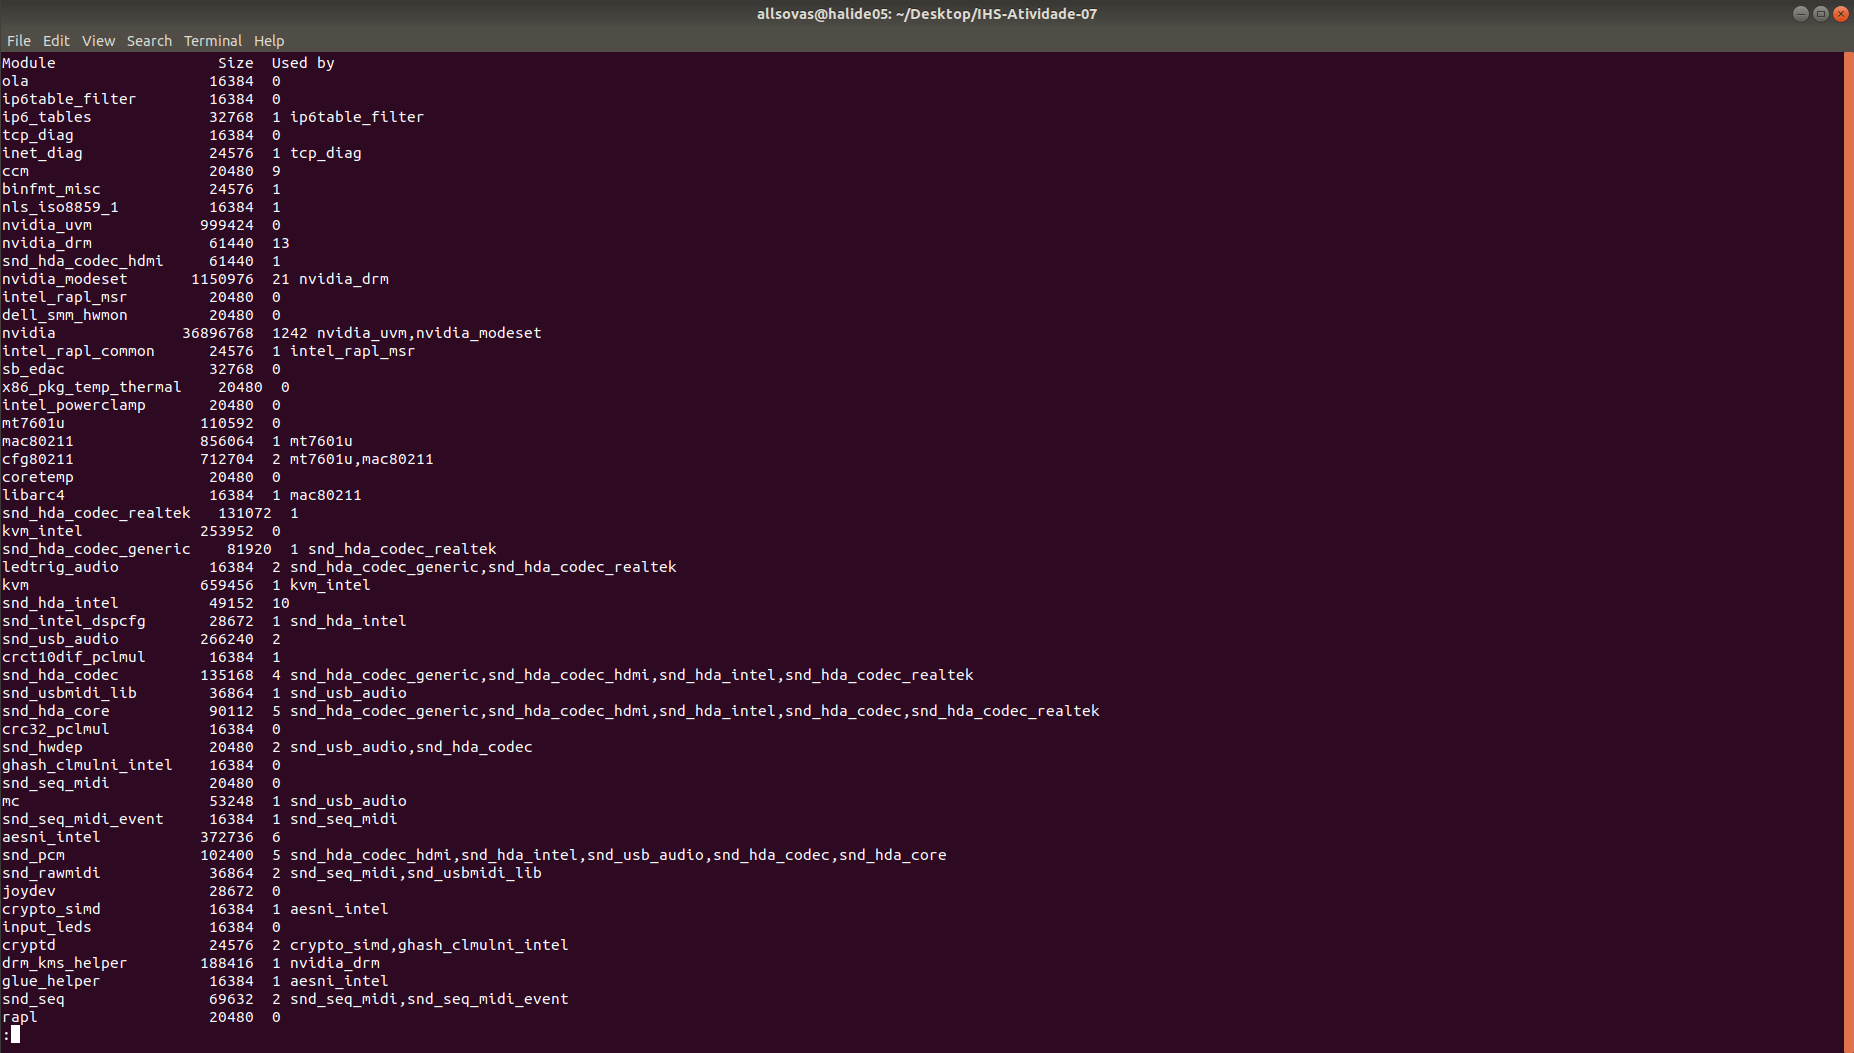 allsovas@halide05: ~/Desktop/IHS-Atividade-07
File Edit View Search Terminal Help
Module                  Size  Used by
ola                    16384  0
ip6table_filter        16384  0
ip6_tables             32768  1 ip6table_filter
tcp_diag               16384  0
inet_diag              24576  1 tcp_diag
ccm                    20480  9
binfmt_misc            24576  1
nls_iso8859_1          16384  1
nvidia_uvm            999424  0
nvidia_drm             61440  13
snd_hda_codec_hdmi     61440  1
nvidia_modeset       1150976  21 nvidia_drm
intel_rapl_msr         20480  0
dell_smm_hwmon         20480  0
nvidia              36896768  1242 nvidia_uvm,nvidia_modeset
intel_rapl_common      24576  1 intel_rapl_msr
sb_edac                32768  0
x86_pkg_temp_thermal    20480  0
intel_powerclamp       20480  0
mt7601u               110592  0
mac80211              856064  1 mt7601u
cfg80211              712704  2 mt7601u,mac80211
coretemp               20480  0
libarc4                16384  1 mac80211
snd_hda_codec_realtek   131072  1
kvm_intel             253952  0
snd_hda_codec_generic    81920  1 snd_hda_codec_realtek
ledtrig_audio          16384  2 snd_hda_codec_generic,snd_hda_codec_realtek
kvm                   659456  1 kvm_intel
snd_hda_intel          49152  10
snd_intel_dspcfg       28672  1 snd_hda_intel
snd_usb_audio         266240  2
crct10dif_pclmul       16384  1
snd_hda_codec         135168  4 snd_hda_codec_generic,snd_hda_codec_hdmi,snd_hda_intel,snd_hda_codec_realtek
snd_usbmidi_lib        36864  1 snd_usb_audio
snd_hda_core           90112  5 snd_hda_codec_generic,snd_hda_codec_hdmi,snd_hda_intel,snd_hda_codec,snd_hda_codec_realtek
crc32_pclmul           16384  0
snd_hwdep              20480  2 snd_usb_audio,snd_hda_codec
ghash_clmulni_intel    16384  0
snd_seq_midi           20480  0
mc                     53248  1 snd_usb_audio
snd_seq_midi_event     16384  1 snd_seq_midi
aesni_intel           372736  6
snd_pcm               102400  5 snd_hda_codec_hdmi,snd_hda_intel,snd_usb_audio,snd_hda_codec,snd_hda_core
snd_rawmidi            36864  2 snd_seq_midi,snd_usbmidi_lib
joydev                 28672  0
crypto_simd            16384  1 aesni_intel
input_leds             16384  0
cryptd                 24576  2 crypto_simd,ghash_clmulni_intel
drm_kms_helper        188416  1 nvidia_drm
glue_helper            16384  1 aesni_intel
snd_seq                69632  2 snd_seq_midi,snd_seq_midi_event
rapl                   20480  0
: